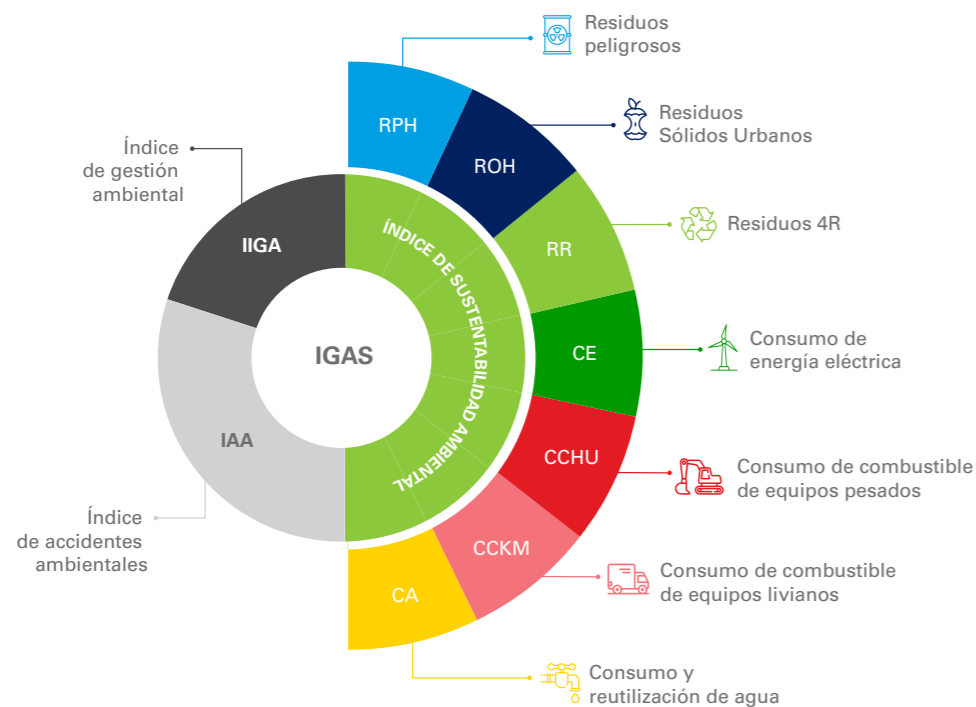 Residuos
peligrosos
RPH
Residuos
Sólidos Urbanos
ROH
Índice
de gestión
ambiental
IIGA
ÍNDICE DE SUSTENTABILIDAD AMBIENTAL
RR
Residuos 4R
IGAS
CE
Consumo de
energía eléctrica
IAA
CCHU
Consumo de combustible
de equipos pesados
Índice
de accidentes
ambientales
CCKM
Consumo de combustible
de equipos livianos
CA
Consumo y
reutilización de agua